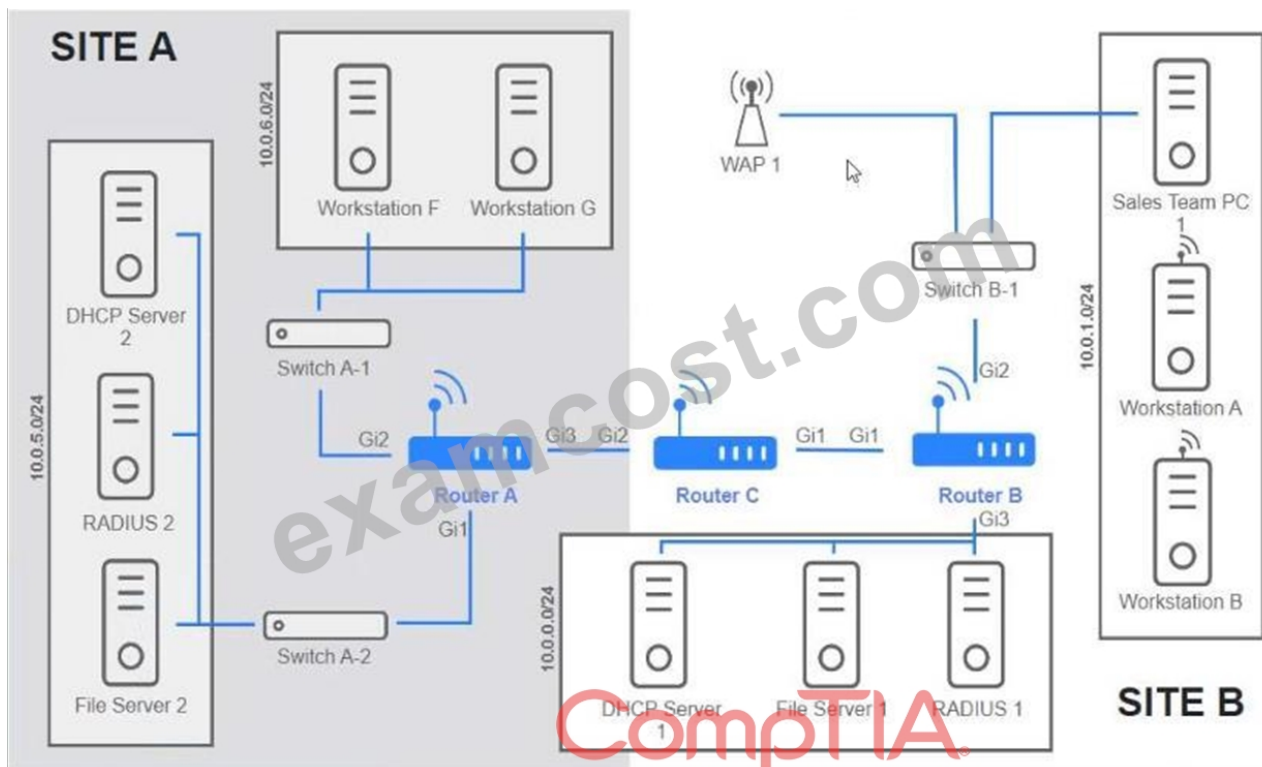 SITE A
10.0.6.0/24
Workstation F
Workstation G
WAP 1
Sales Team PC
1
DHCP Server
2
Switch A-1
Switch B-1
10.0.1.0/24
Gi2
Workstation A
10.0.5.0/24
RADIUS 2
Gi2
Gi3
Gi2
Gi1
Gi1
Router A
Router C
Router B
Gi1
Gi3
examcost.com
Workstation B
10.0.0.0/24
Switch A-2
File Server 2
DHCP Server
1
File Server 1
RADIUS 1
SITE B
CompTIA.